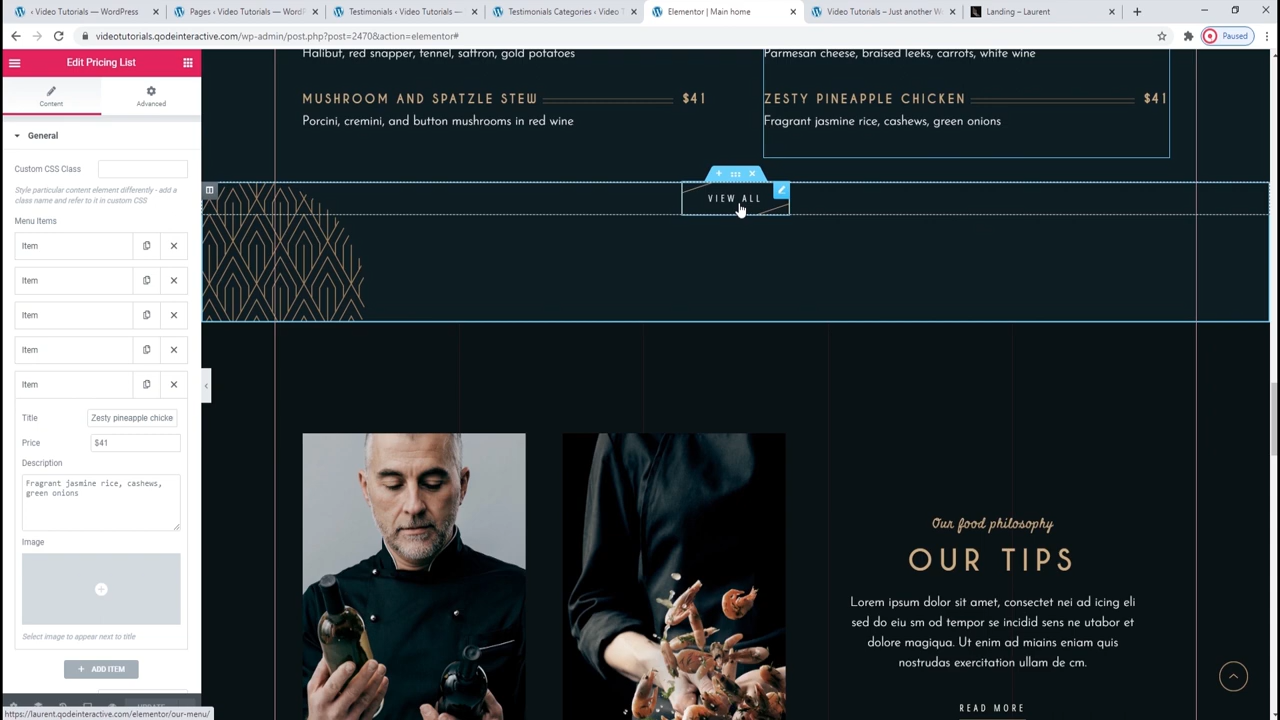 ‹ Video Tutorials — WordPress
Pages ‹ Video Tutorials — WordP
Testimonials ‹ Video Tutorials —
Testimonials Categories ‹ Video T
Elementor | Main home
Video Tutorials – Just another W
Landing – Laurent
videotutorials.qodeinteractive.com/wp-admin/post.php?post=2470&action=elementor#
Paused
Edit Pricing List
Content
Advanced
General
Custom CSS Class
Style particular content element differently - add a
class name and refer to it in custom CSS
Menu Items
Item
Item
Item
Item
Item
Title
Zesty pineapple chicke
Price
$41
Description
Fragrant jasmine rice, cashews,
green onions
Image
Select image to appear next to title
+ ADD ITEM
UPDATE
https://laurent.qodeinteractive.com/elementor/our-menu/
Halibut, red snapper, fennel, saffron, gold potatoes
Parmesan cheese, braised leeks, carrots, white wine
MUSHROOM AND SPATZLE STEW $41
Porcini, cremini, and button mushrooms in red wine
ZESTY PINEAPPLE CHICKEN $41
Fragrant jasmine rice, cashews, green onions
VIEW ALL
Our food philosophy
OUR TIPS
Lorem ipsum dolor sit amet, consectet nei ad icing eli
sed do eiu sm od tempor se incidid sens ne utatut ero
dolore magiqua. Ut enim ad miains eniam quis
nostrudas exercitation ullam de cm.
READ MORE